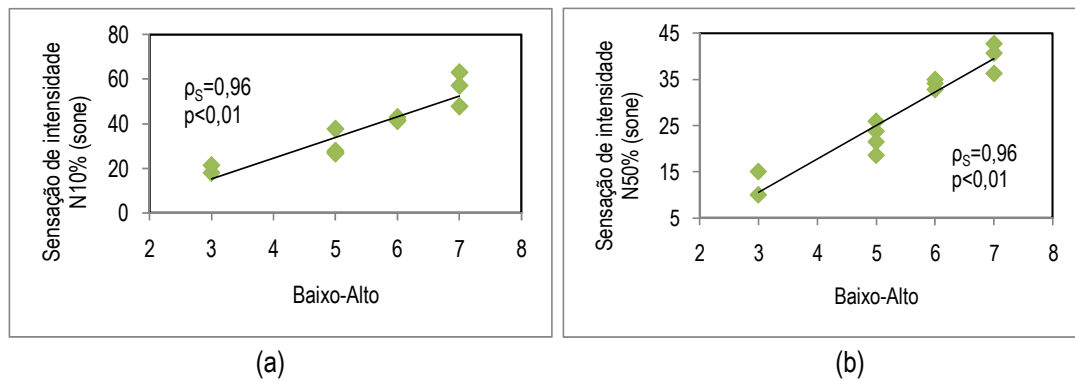 Sensação de intensidade
N10% (sone)
80
60
40
20
0
ρS=0,96
p<0,01
2 3 4 5 6 7 8
Baixo-Alto
(a)
Sensação de intensidade
N50% (sone)
45
35
25
15
5
ρS=0,96
p<0,01
2 3 4 5 6 7 8
Baixo-Alto
(b)